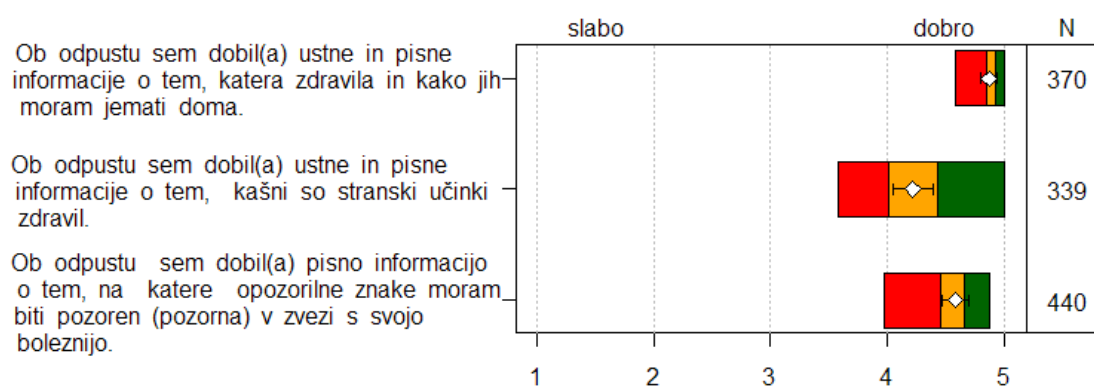 slabo dobro N
Ob odpustu sem dobil(a) ustne in pisne
informacije o tem, katera zdravila in kako jih
moram jemati doma.
370
Ob odpustu sem dobil(a) ustne in pisne
informacije o tem, kašni so stranski učinki
zdravil.
339
Ob odpustu sem dobil(a) pisno informacijo
o tem, na katere opozorilne znake moram
biti pozoren (pozorna) v zvezi s svojo
boleznijo.
440
1 2 3 4 5